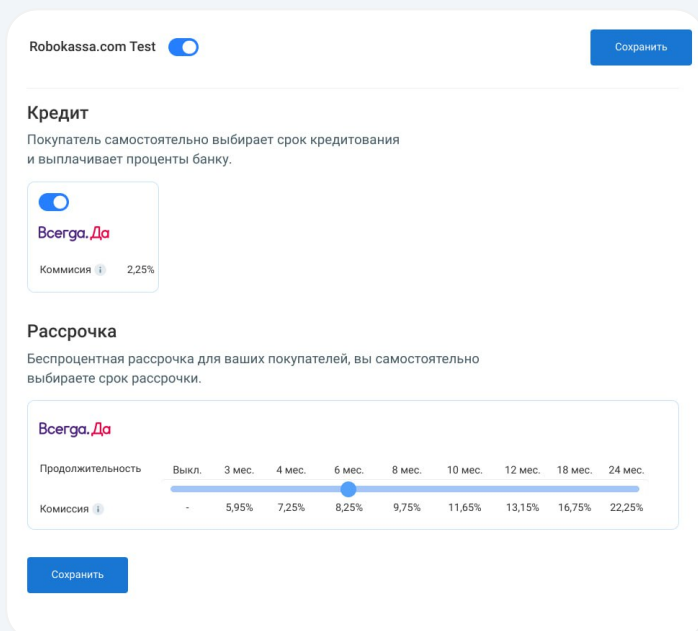 Robokassa.com Test
Сохранить
Кредит
Покупатель самостоятельно выбирает срок кредитования
и выплачивает проценты банку.
Всегда.Да
Коммисия i 2,25%
Рассрочка
Беспроцентная рассрочка для ваших покупателей, вы самостоятельно
выбираете срок рассрочки.
Всегда.Да
Продолжительность Выкл. 3 мес. 4 мес. 6 мес. 8 мес. 10 мес. 12 мес. 18 мес. 24 мес.
Комиссия i - 5,95% 7,25% 8,25% 9,75% 11,65% 13,15% 16,75% 22,25%
Сохранить